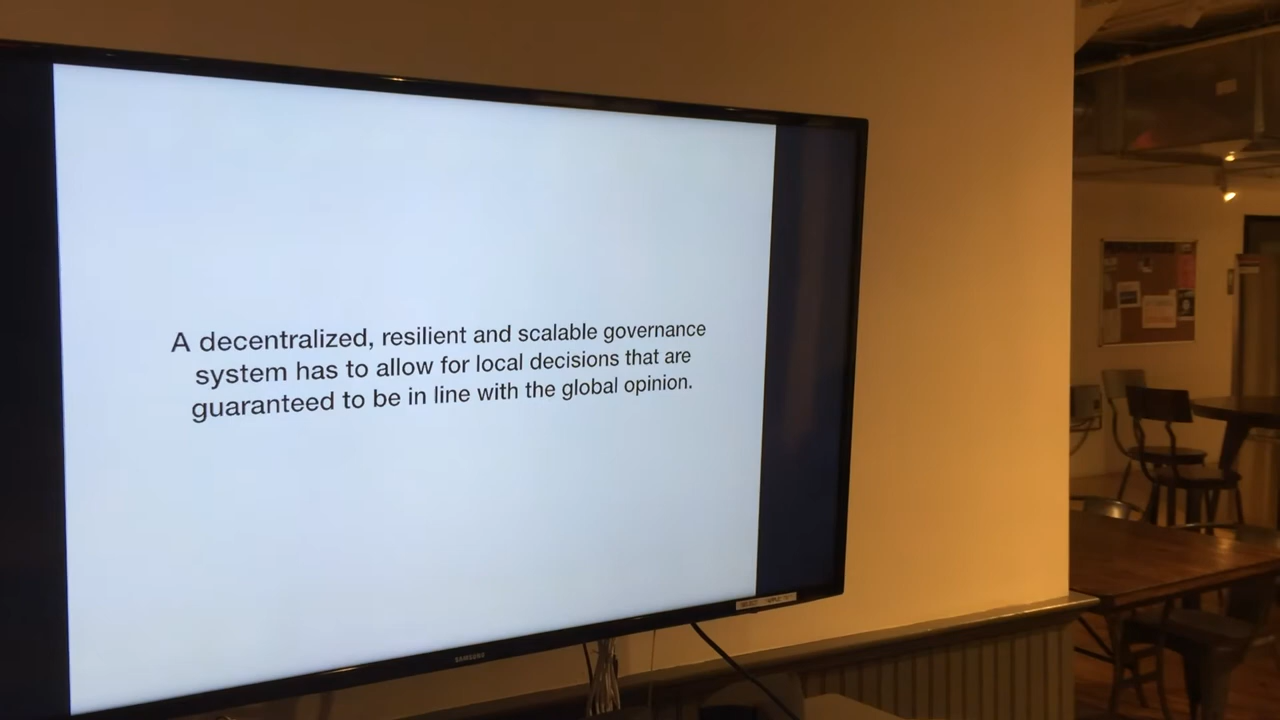 A decentralized, resilient and scalable governance
system has to allow for local decisions that are
guaranteed to be in line with the global opinion.
SAMSUNG